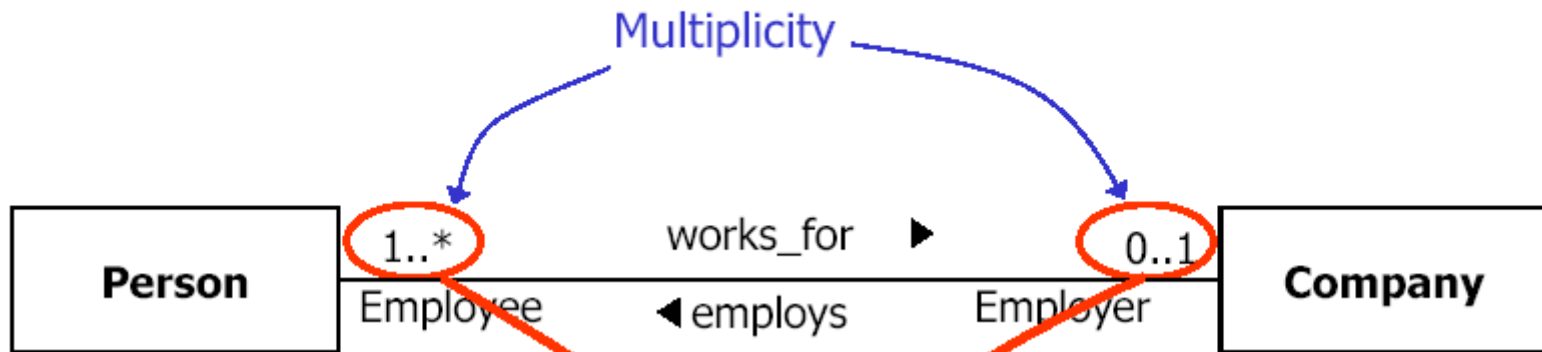 Multiplicity
1..* works_for ▶ 0..1
Person Company
Employee ◀ employs Employer